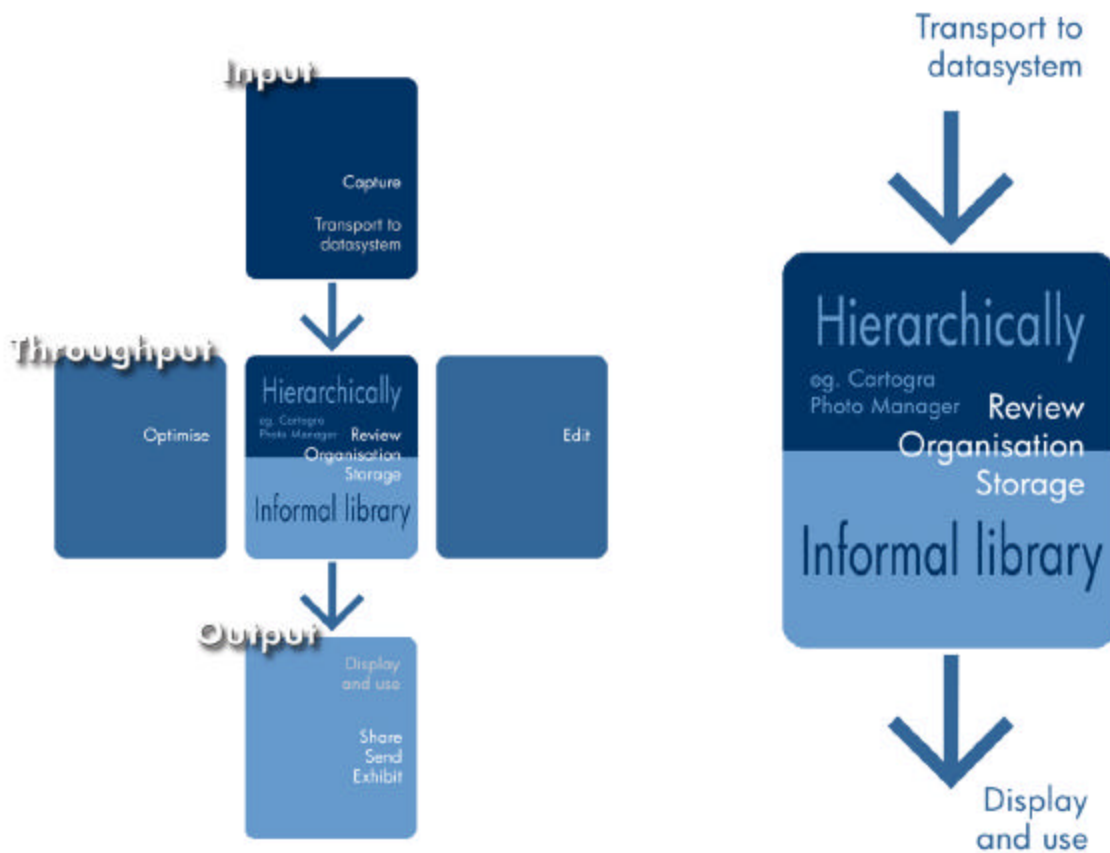 Input
Capture
Transport to
datasystem
Throughput
Optimise
Hierarchically
eg. Cartogra
Photo Manager
Review
Organisation
Storage
Informal library
Edit
Output
Display
and use
Share
Send
Exhibit
Transport to
datasystem
Hierarchically
eg. Cartogra
Photo Manager
Review
Organisation
Storage
Informal library
Display
and use